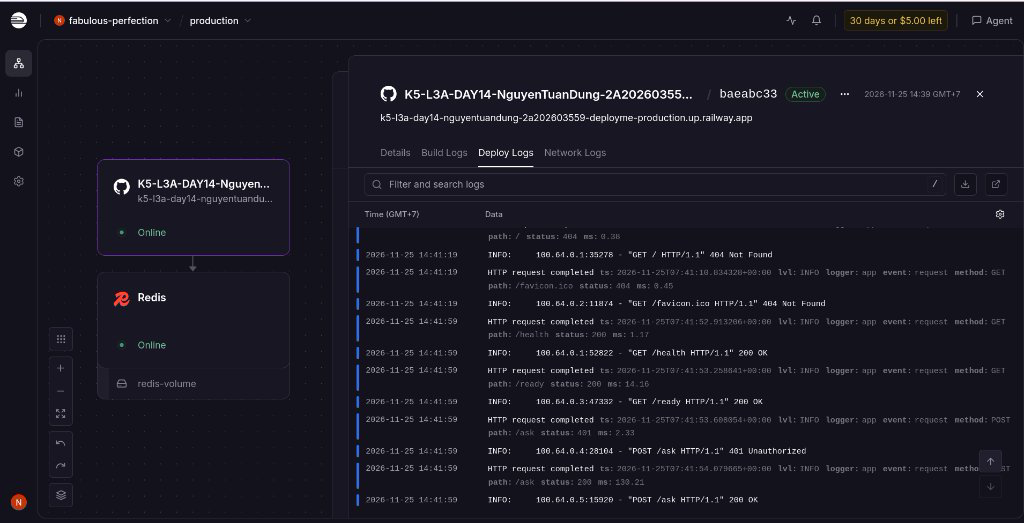 N fabulous-perfection / production 30 days or $5.00 left Agent
K5-L3A-DAY14-NguyenTuanDung-2A20260355... / baeabc33 Active ... 2026-11-25 14:39 GMT+7
k5-l3a-day14-nguyentuandung-2a202603559-deployme-production.up.railway.app
Details Build Logs Deploy Logs Network Logs
Filter and search logs /
Time (GMT+7) Data
path: / status: 404 ms: 0.38
2026-11-25 14:41:19 INFO: 100.64.0.1:35278 - "GET / HTTP/1.1" 404 Not Found
2026-11-25 14:41:19 HTTP request completed ts: 2026-11-25T07:41:10.834328+00:00 lvl: INFO logger: app event: request method: GET
path: /favicon.ico status: 404 ms: 0.45
2026-11-25 14:41:19 INFO: 100.64.0.2:11874 - "GET /favicon.ico HTTP/1.1" 404 Not Found
2026-11-25 14:41:59 HTTP request completed ts: 2026-11-25T07:41:52.913206+00:00 lvl: INFO logger: app event: request method: GET
path: /health status: 200 ms: 1.17
2026-11-25 14:41:59 INFO: 100.64.0.1:52822 - "GET /health HTTP/1.1" 200 OK
2026-11-25 14:41:59 HTTP request completed ts: 2026-11-25T07:41:53.258641+00:00 lvl: INFO logger: app event: request method: GET
path: /ready status: 200 ms: 14.16
2026-11-25 14:41:59 INFO: 100.64.0.3:47332 - "GET /ready HTTP/1.1" 200 OK
2026-11-25 14:41:59 HTTP request completed ts: 2026-11-25T07:41:53.608054+00:00 lvl: INFO logger: app event: request method: POST
path: /ask status: 401 ms: 2.33
2026-11-25 14:41:59 INFO: 100.64.0.4:28104 - "POST /ask HTTP/1.1" 401 Unauthorized
2026-11-25 14:41:59 HTTP request completed ts: 2026-11-25T07:41:54.079665+00:00 lvl: INFO logger: app event: request
path: /ask status: 200 ms: 130.21
2026-11-25 14:41:59 INFO: 100.64.0.5:15920 - "POST /ask HTTP/1.1" 200 OK
K5-L3A-DAY14-Nguyen...
k5-l3a-day14-nguyentuandu...
Online
Redis
Online
redis-volume
N